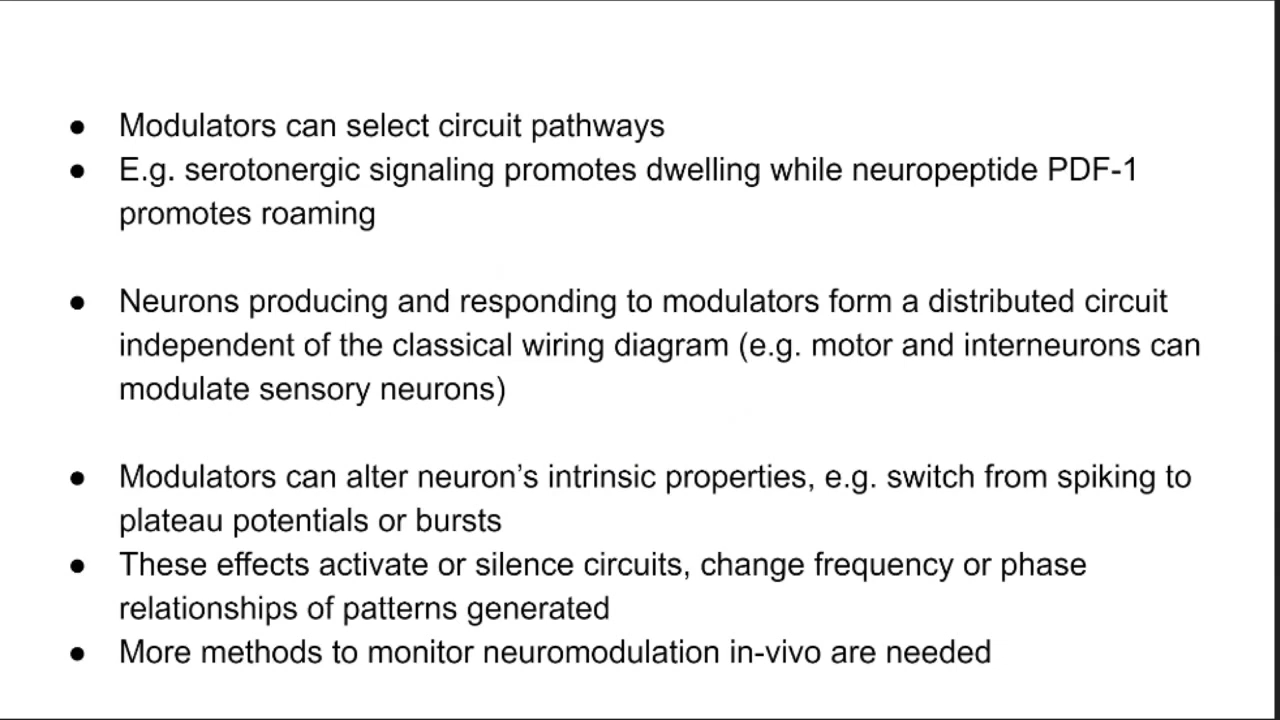 ● Modulators can select circuit pathways
● E.g. serotonergic signaling promotes dwelling while neuropeptide PDF-1
promotes roaming
● Neurons producing and responding to modulators form a distributed circuit
independent of the classical wiring diagram (e.g. motor and interneurons can
modulate sensory neurons)
● Modulators can alter neuron’s intrinsic properties, e.g. switch from spiking to
plateau potentials or bursts
● These effects activate or silence circuits, change frequency or phase
relationships of patterns generated
● More methods to monitor neuromodulation in-vivo are needed